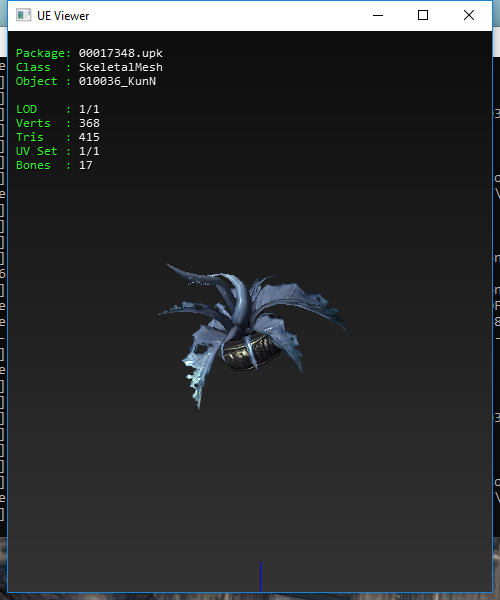 UE Viewer
Package: 00017348.upk
Class : SkeletalMesh
Object : 010036_KunN
LOD : 1/1
Verts : 368
Tris : 415
UV Set : 1/1
Bones : 17